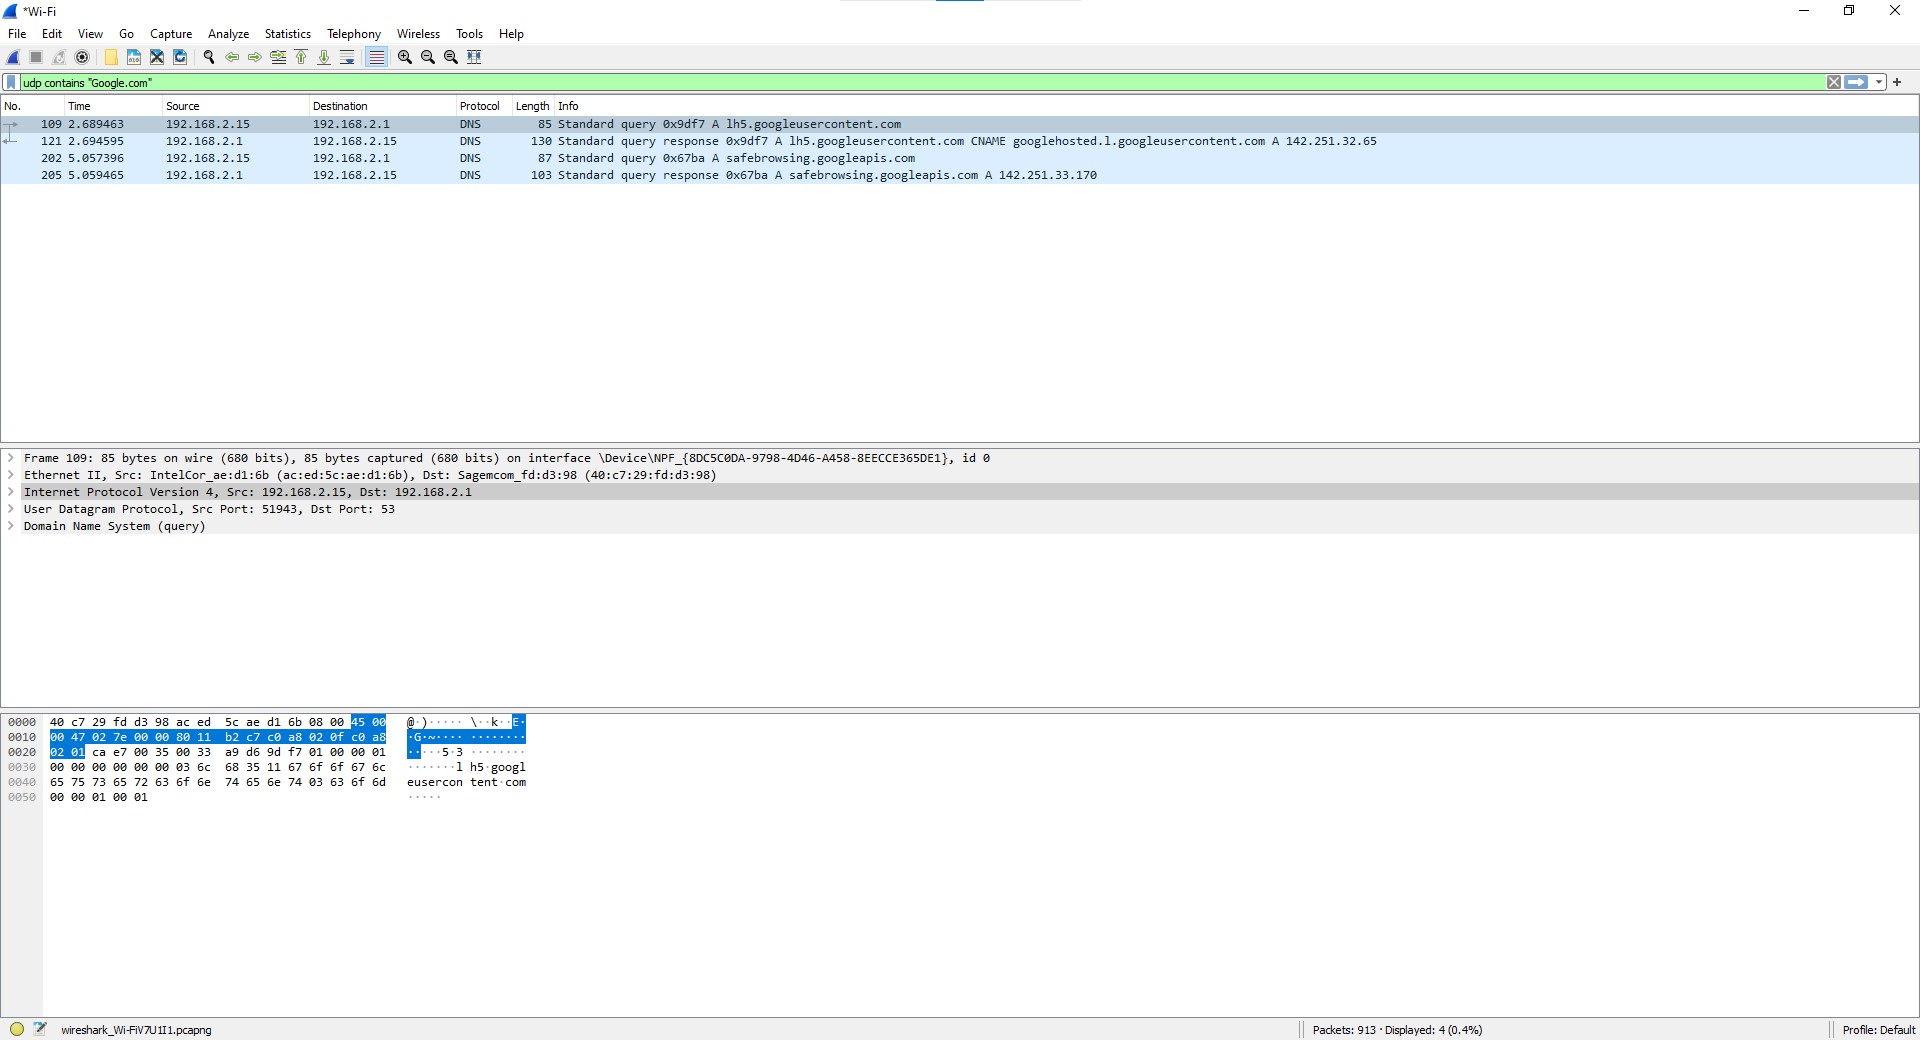 *Wi-Fi
File Edit View Go Capture Analyze Statistics Telephony Wireless Tools Help
udp contains "Google.com"
No. Time Source Destination Protocol Length Info
109 2.689463 192.168.2.15 192.168.2.1 DNS 85 Standard query 0x9df7 A lh5.googleusercontent.com
121 2.694595 192.168.2.1 192.168.2.15 DNS 130 Standard query response 0x9df7 A lh5.googleusercontent.com CNAME googlehosted.l.googleusercontent.com A 142.251.32.65
202 5.057396 192.168.2.15 192.168.2.1 DNS 87 Standard query 0x67ba A safebrowsing.googleapis.com
205 5.059465 192.168.2.1 192.168.2.15 DNS 103 Standard query response 0x67ba A safebrowsing.googleapis.com A 142.251.33.170
Frame 109: 85 bytes on wire (680 bits), 85 bytes captured (680 bits) on interface \Device\NPF_{8DC5C0DA-9798-4D46-A458-8EECCE365DE1}, id 0
Ethernet II, Src: IntelCor_ae:d1:6b (ac:ed:5c:ae:d1:6b), Dst: Sagemcom_fd:d3:98 (40:c7:29:fd:d3:98)
Internet Protocol Version 4, Src: 192.168.2.15, Dst: 192.168.2.1
User Datagram Protocol, Src Port: 51943, Dst Port: 53
Domain Name System (query)
0000 40 c7 29 fd d3 98 ac ed 5c ae d1 6b 08 00 45 00 @·)····· \··k··E·
0010 00 47 02 7e 00 00 80 11 b2 c7 c0 a8 02 0f c0 a8 ·G·~···· ········
0020 02 01 ca e7 00 35 00 33 a9 d6 9d f7 01 00 00 01 ·····5·3 ········
0030 00 00 00 00 00 00 03 6c 68 35 11 67 6f 6f 67 6c ·······l h5·googl
0040 65 75 73 65 72 63 6f 6e 74 65 6e 74 03 63 6f 6d eusercon tent·com
0050 00 00 01 00 01 ·····
wireshark_Wi-FiV7U1I1.pcapng Packets: 913 · Displayed: 4 (0.4%) Profile: Default